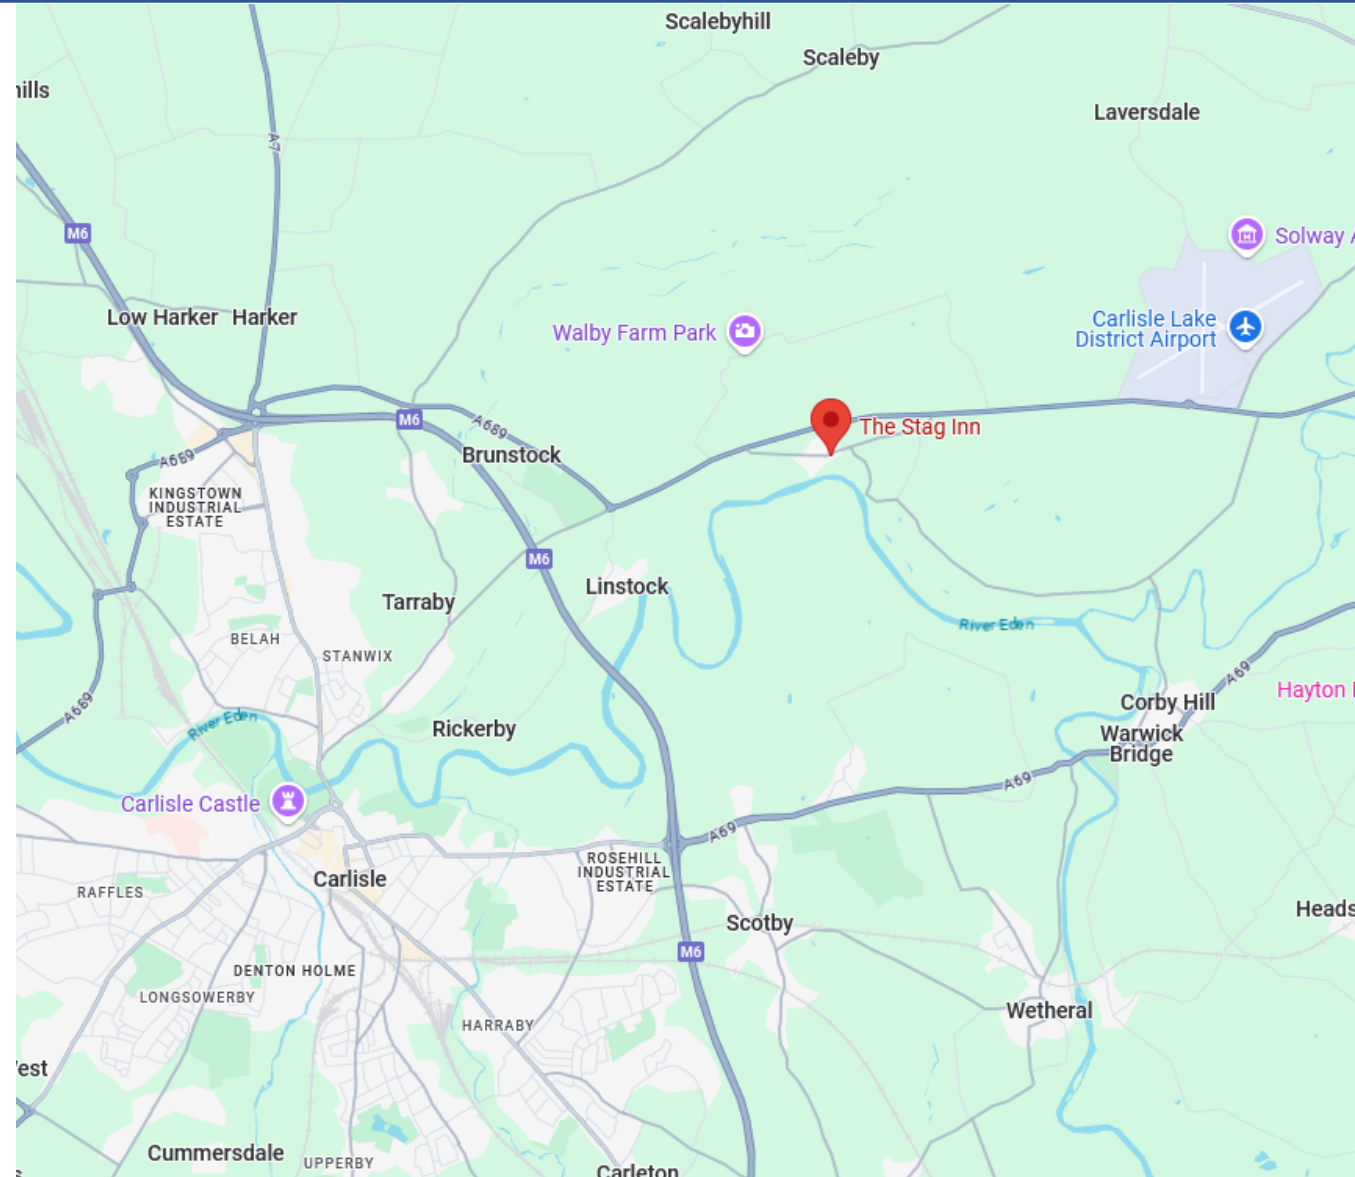 Scalebyhill
Scaleby
Laversdale
A7
M6
Solway
Low Harker
Harker
Walby Farm Park
Carlisle Lake
District Airport
M6
A689
The Stag Inn
Brunstock
A689
KINGSTOWN
INDUSTRIAL
ESTATE
M6
Linstock
Tarraby
River Eden
BELAH
STANWIX
A69
Hayton
A689
River Eden
Corby Hill
Rickerby
Warwick
Bridge
A69
Carlisle Castle
A69
ROSEHILL
INDUSTRIAL
ESTATE
Carlisle
RAFFLES
Heads
Scotby
M6
DENTON HOLME
LONGSOWERBY
Wetheral
HARRABY
Cummersdale
UPPERBY
Carleton